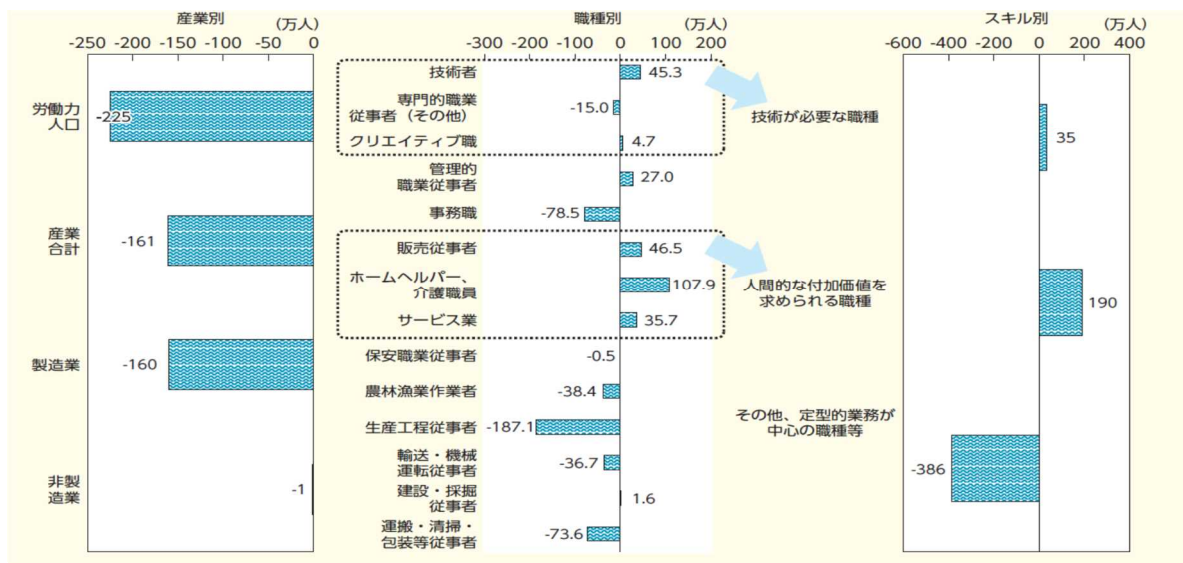 産業別
(万人)
-250 -200 -150 -100 -50 0
労働力
人口
-225
産業
合計
-161
製造業
-160
非製
造業
-1
職種別
(万人)
-300 -200 -100 0 100 200
技術者
45.3
専門的職業
従事者（その他）
-15.0
クリエイティブ職
4.7
管理的
職業従事者
27.0
事務職
-78.5
販売従事者
46.5
ホームヘルパー、
介護職員
107.9
サービス業
35.7
保安職業従事者
-0.5
農林漁業作業者
-38.4
生産工程従事者
-187.1
輸送・機械
運転従事者
-36.7
建設・採掘
従事者
1.6
運搬・清掃・
包装等従事者
-73.6
スキル別
(万人)
-600 -400 -200 0 200 400
技術が必要な職種
35
人間的な付加価値を
求められる職種
190
その他、定型的業務が
中心の職種等
-386